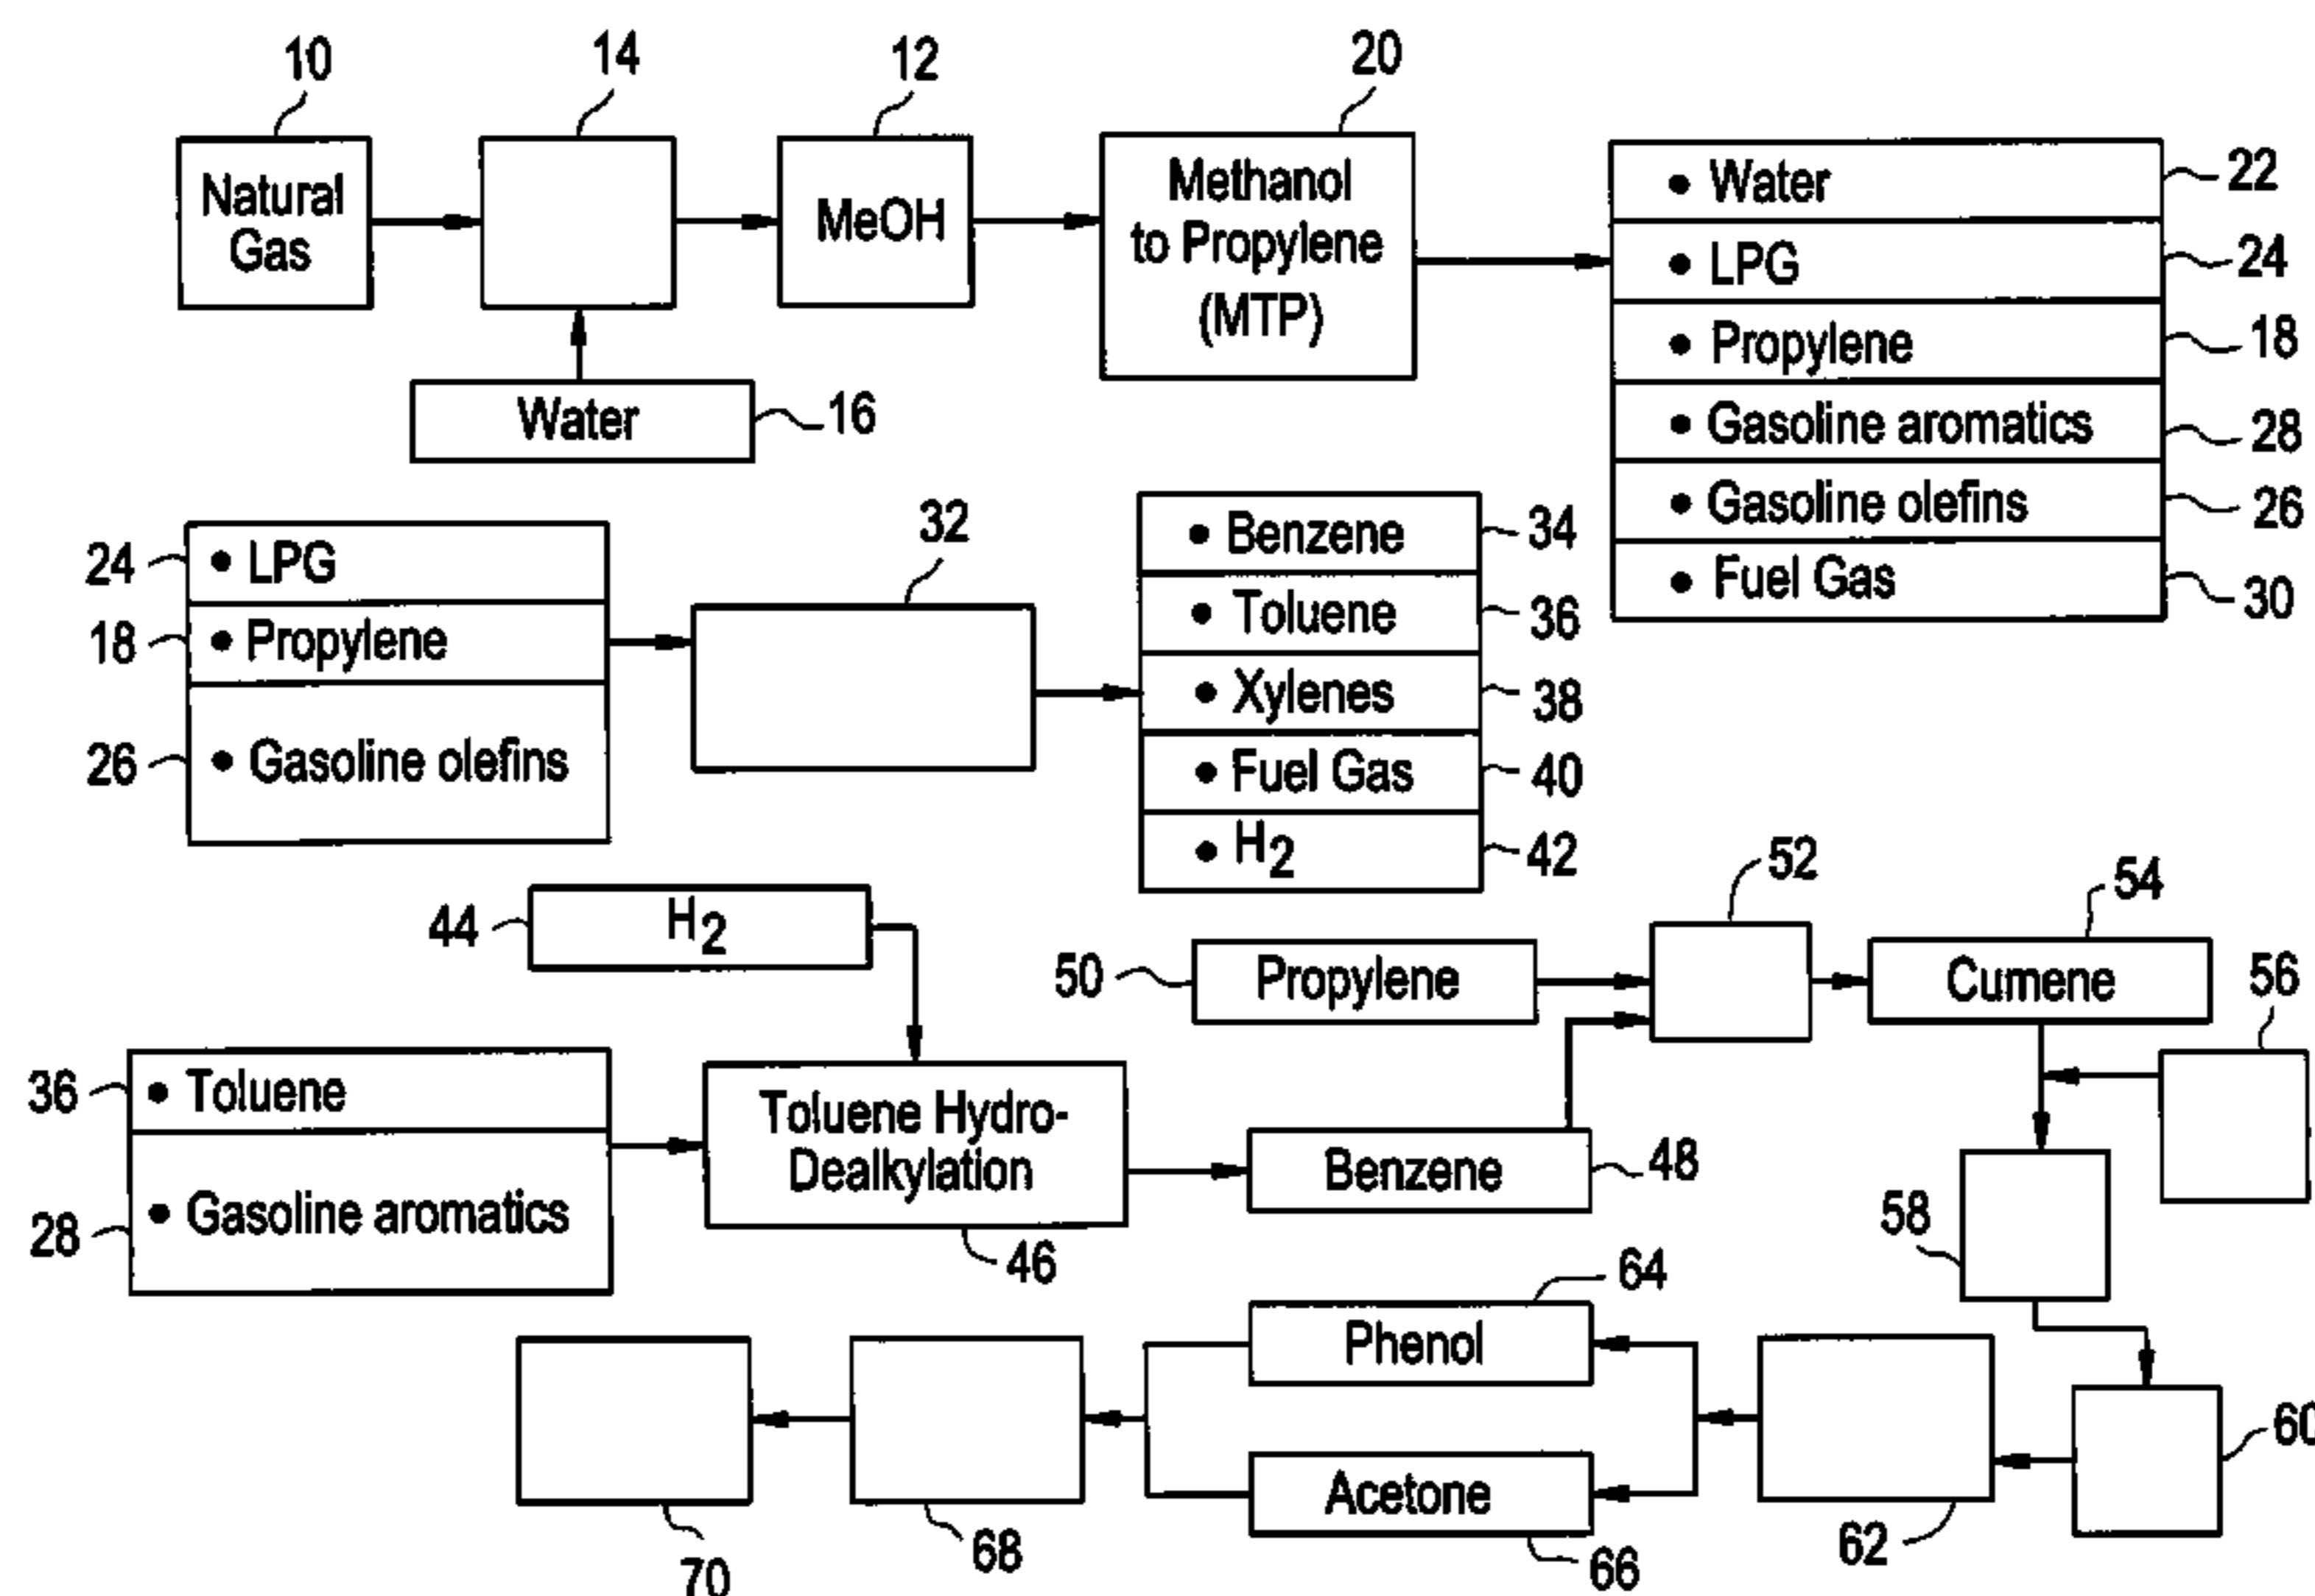 10
14
12
20
Natural
Gas
MeOH
Methanol
to Propylene
(MTP)
Water
16
• Water
22
• LPG
24
• Propylene
18
• Gasoline aromatics
28
• Gasoline olefins
26
• Fuel Gas
30
24
• LPG
18
• Propylene
26
• Gasoline olefins
32
• Benzene
34
• Toluene
36
• Xylenes
38
• Fuel Gas
40
• H2
42
44
H2
50
Propylene
52
54
Cumene
56
36
• Toluene
28
• Gasoline aromatics
Toluene Hydro-
Dealkylation
46
Benzene
48
58
64
Phenol
60
Acetone
66
62
68
70